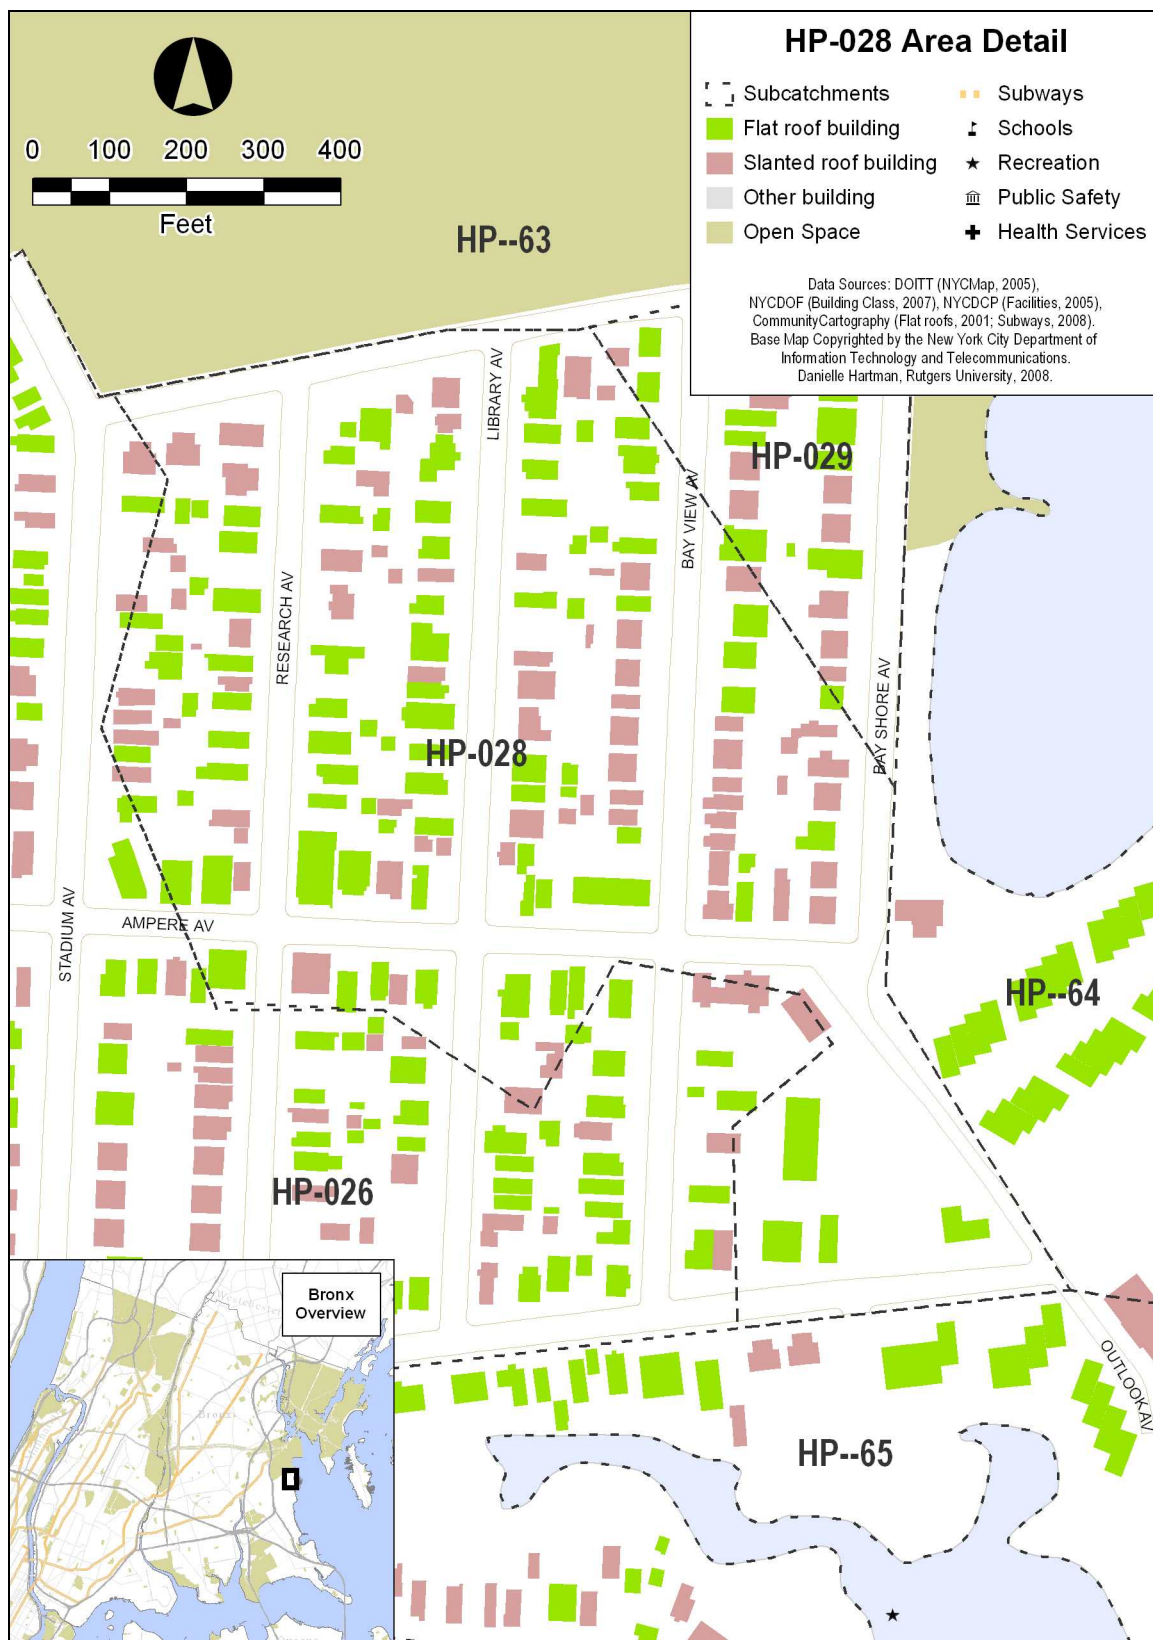 HP-028 Area Detail
Subcatchments
Flat roof building
Slanted roof building
Other building
Open Space
Subways
Schools
Recreation
Public Safety
Health Services
Data Sources: DOITT (NYCMap, 2005),
NYCDOF (Building Class, 2007), NYCDCP (Facilities, 2005),
CommunityCartography (Flat roofs, 2001; Subways, 2008).
Base Map Copyrighted by the New York City Department of
Information Technology and Telecommunications.
Danielle Hartman, Rutgers University, 2008.
0 100 200 300 400
Feet
HP--63
LIBRARY AV
HP-029
BAY VIEW AV
RESEARCH AV
BAY SHORE AV
HP-028
STADIUM AV
AMPERE AV
HP--64
HP-026
Bronx
Overview
Westchester
Bronx
OUTLOOK AV
HP--65